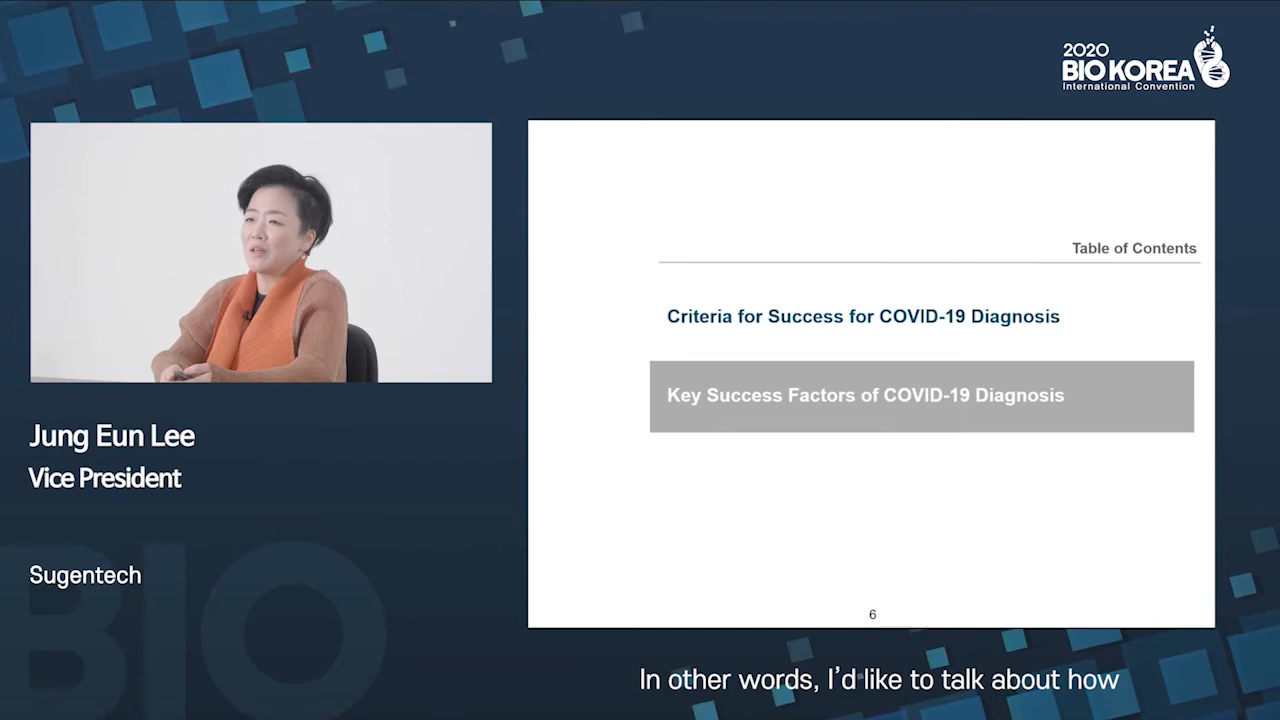 2020
BIO KOREA
International Convention
Table of Contents
Criteria for Success for COVID-19 Diagnosis
Key Success Factors of COVID-19 Diagnosis
6
Jung Eun Lee
Vice President
Sugentech
BIO
In other words, I'd like to talk about how